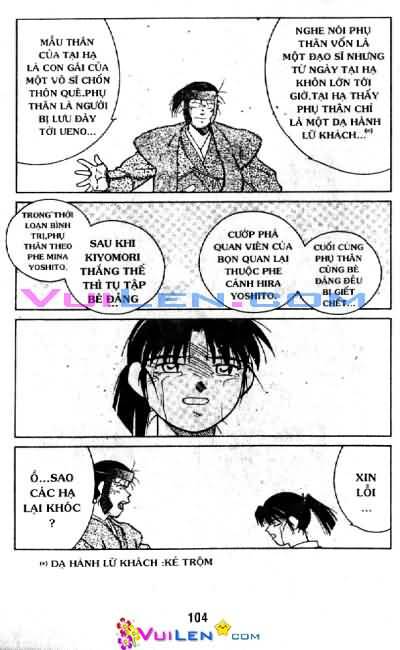 MẪU THÂN
CỦA TẠI HẠ
LÀ CON GÁI CỦA
MỘT VÕ SĨ CHỐN
THÔN QUÊ.PHỤ
THÂN LÀ NGƯỜI
BỊ LƯU ĐÀY
TỚI UENO...
NGHE NÓI PHỤ
THÂN VỐN LÀ
MỘT ĐẠO SĨ NHƯNG
TỪ NGÀY TẠI HẠ
KHÔN LỚN TỚI
GIỜ,TẠI HẠ THẤY
PHỤ THÂN CHỈ
LÀ MỘT DẠ HÀNH
LỮ KHÁCH...(*)
TRONG THỜI
LOẠN BÌNH
TRỊ,PHỤ
THÂN THEO
PHE MINA
YOSHITO.
SAU KHI
KIYOMORI
THẮNG THẾ
THÌ TỤ TẬP
BÈ ĐẢNG
...
CƯỚP PHÁ
QUAN VIÊN CỦA
BỌN QUAN LẠI
THUỘC PHE
CÁNH HIRA
YOSHITO.
CUỐI CÙNG
PHỤ THÂN
CÙNG BÈ
ĐẢNG ĐỀU
BỊ GIẾT
CHẾT...
VUILEN.COM
Ồ...SAO
CÁC HẠ
LẠI KHÓC
?
XIN
LỖI
...
(*) DẠ HÀNH LỮ KHÁCH :KẺ TRỘM
104
VUILEN.COM